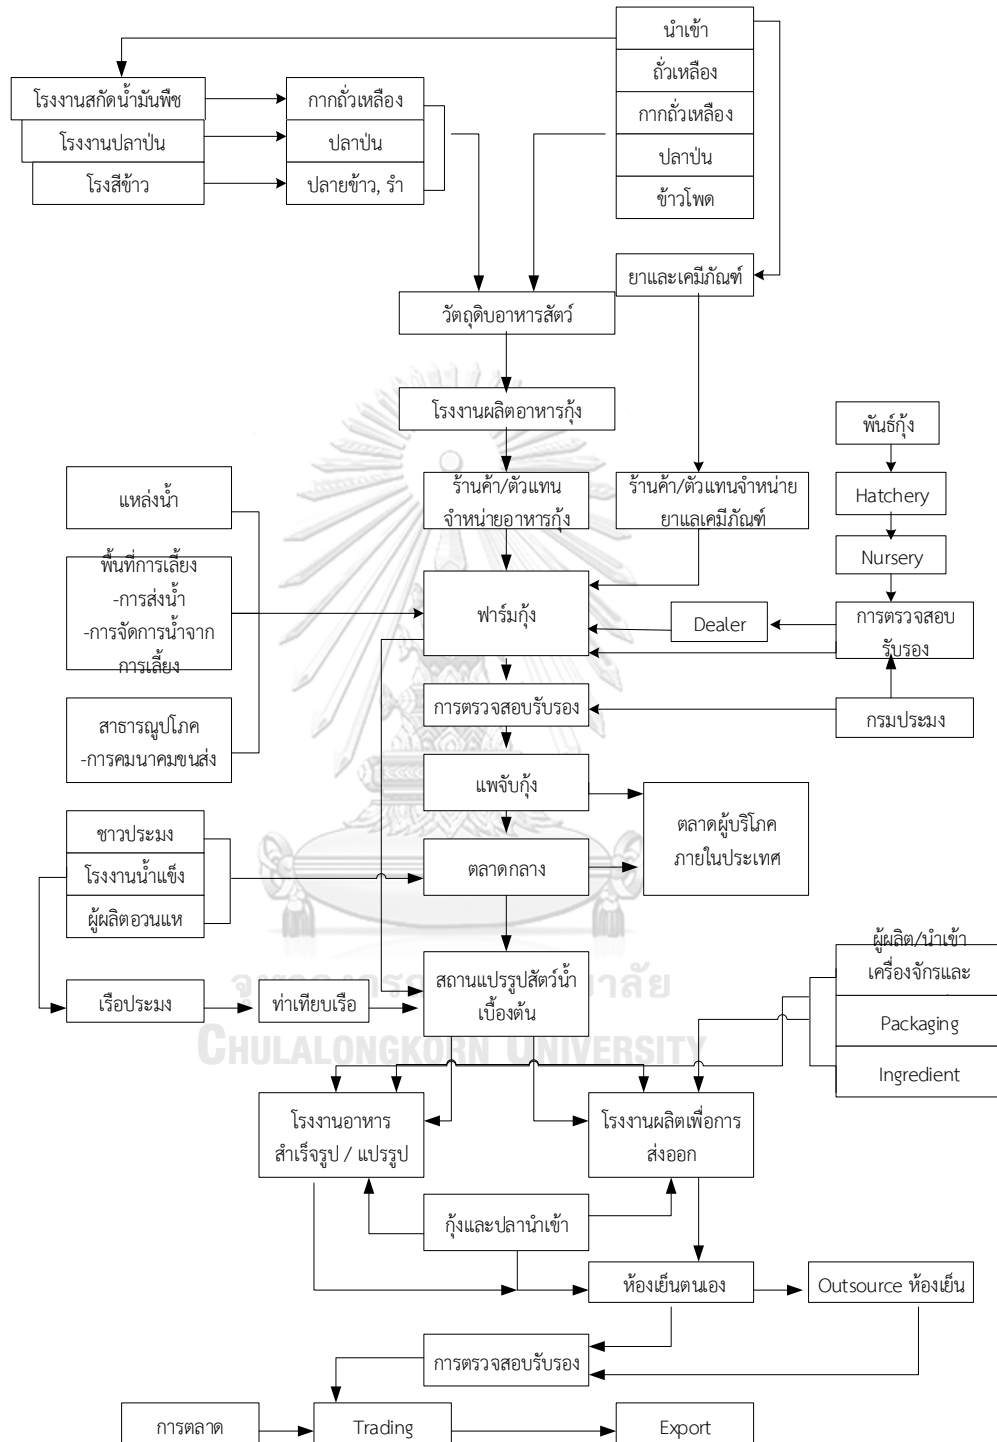 นำเข้า
ถั่วเหลือง
กากถั่วเหลือง
ปลาป่น
ข้าวโพด
โรงงานสกัดน้ำมันพืช
โรงงานปลาป่น
โรงสีข้าว
กากถั่วเหลือง
ปลาป่น
ปลายข้าว, รำ
ยาและเคมีภัณฑ์
วัตถุดิบอาหารสัตว์
โรงงานผลิตอาหารกุ้ง
พันธ์กุ้ง
Hatchery
Nursery
แหล่งน้ำ
ร้านค้า/ตัวแทน
จำหน่ายอาหารกุ้ง
ร้านค้า/ตัวแทนจำหน่าย
ยาแลเคมีภัณฑ์
พื้นที่การเลี้ยง
-การส่งน้ำ
-การจัดการน้ำจาก
การเลี้ยง
ฟาร์มกุ้ง
Dealer
การตรวจสอบ
รับรอง
สาธารณูปโภค
-การคมนาคมขนส่ง
การตรวจสอบรับรอง
กรมประมง
แพจับกุ้ง
ตลาดผู้บริโภค
ภายในประเทศ
ชาวประมง
โรงงานน้ำแข็ง
ผู้ผลิตอวนแห
ตลาดกลาง
เรือประมง
ท่าเทียบเรือ
สถานแปรรูปสัตว์น้ำ
เบื้องต้น
ผู้ผลิต/นำเข้า
เครื่องจักรและ
Packaging
Ingredient
CHULALONGKORN UNIVERSITY
โรงงานอาหาร
สำเร็จรูป / แปรรูป
โรงงานผลิตเพื่อการ
ส่งออก
กุ้งและปลานำเข้า
ห้องเย็นตนเอง
Outsource ห้องเย็น
การตรวจสอบรับรอง
การตลาด
Trading
Export